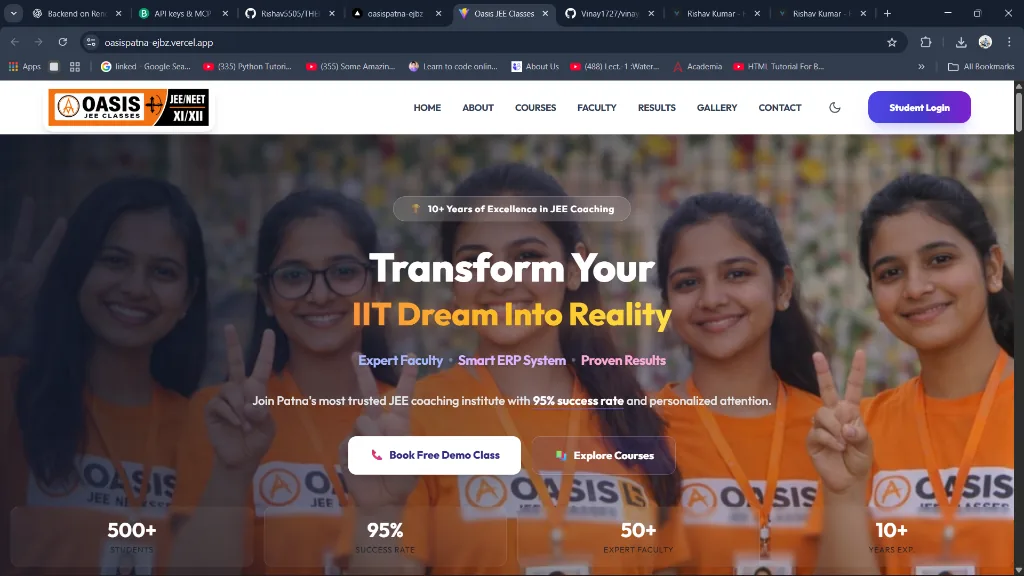 Backend on Ren
API keys & MCP
Rishav5505/THE
oasispatna-ejbz
Oasis JEE Classes
Vinay1727/vinay
Rishav Kumar -
Rishav Kumar -
oasispatna-ejbz.vercel.app
Apps
linked - Google Sea...
(335) Python Tutori...
(355) Some Amazin...
Learn to code onlin...
About Us
(488) Lect.-1 :Water...
Academia
HTML Tutorial For B...
All Bookmarks
OASIS
JEE CLASSES
JEE/NEET
XI/XII
HOME
ABOUT
COURSES
FACULTY
RESULTS
GALLERY
CONTACT
Student Login
10+ Years of Excellence in JEE Coaching
Transform Your
IIT Dream Into Reality
Expert Faculty • Smart ERP System • Proven Results
Join Patna's most trusted JEE coaching institute with 95% success rate and personalized attention.
Book Free Demo Class
Explore Courses
OASIS
OASIS
OASIS
OASIS
JEE
500+
STUDENTS
95%
SUCCESS RATE
50+
EXPERT FACULTY
10+
YEARS EXP.